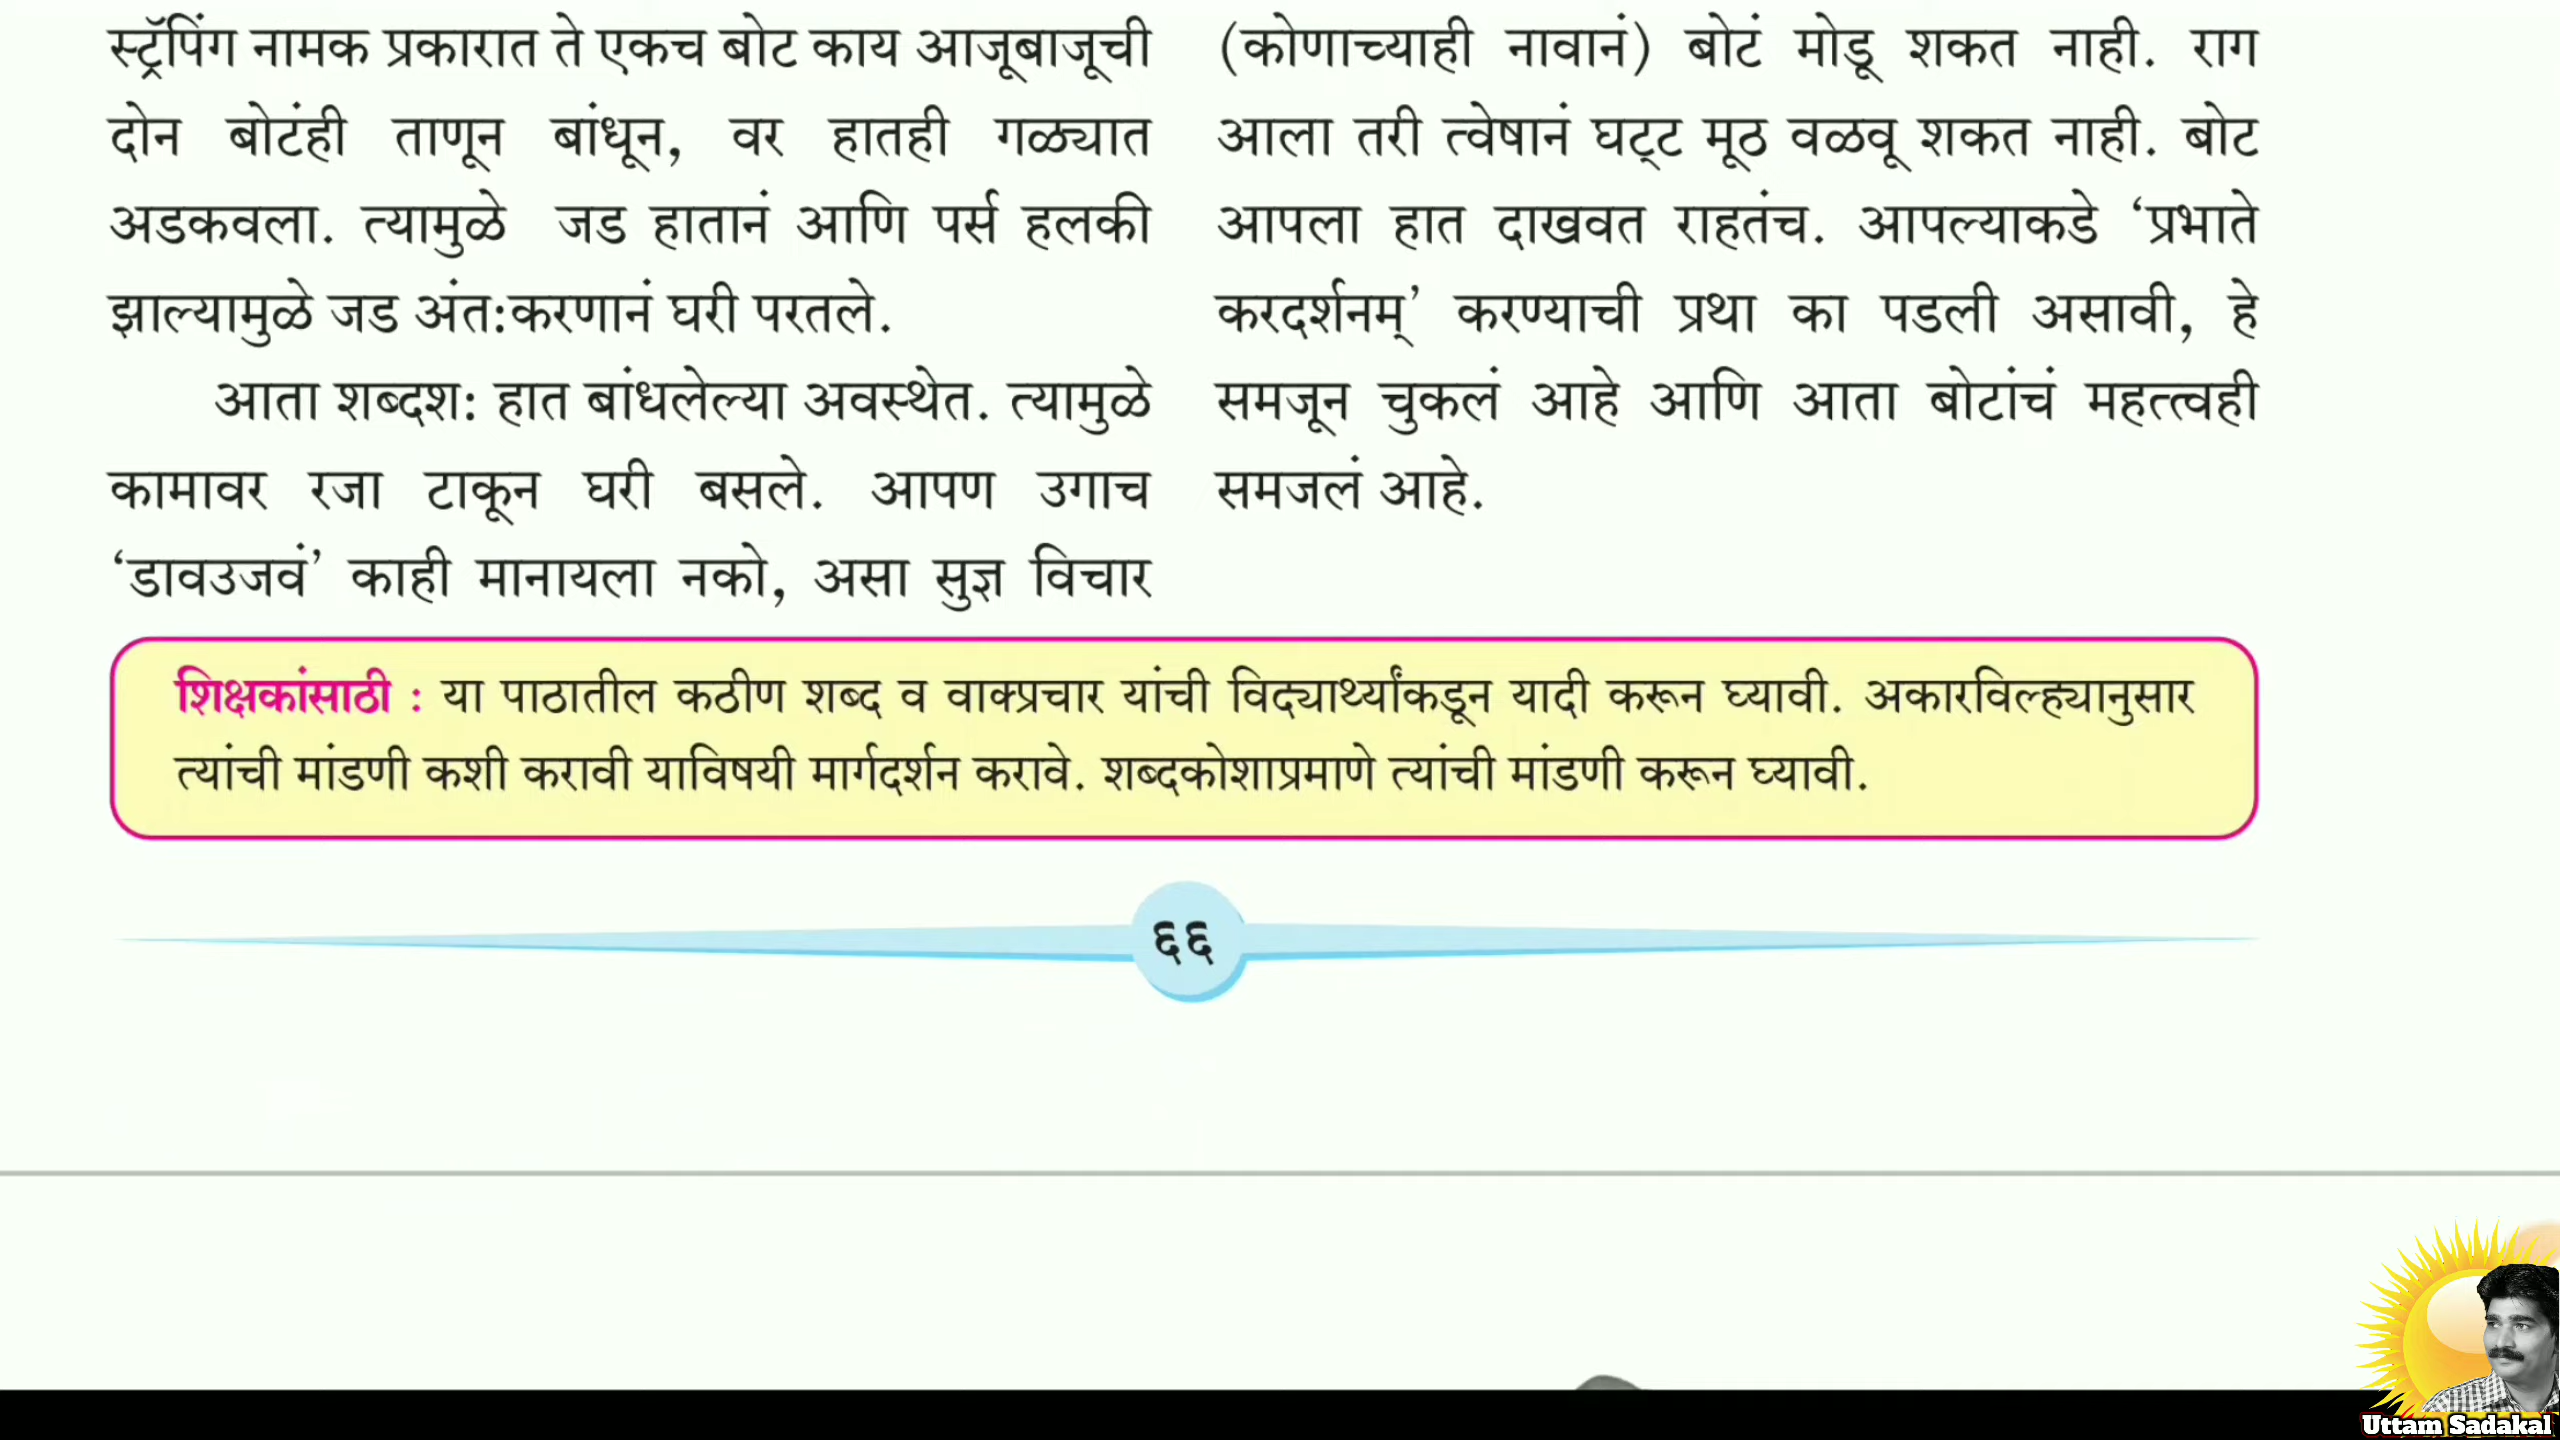 स्ट्रॅपिंग नामक प्रकारात ते एकच बोट काय आजूबाजूची
दोन बोटंही ताणून बांधून, वर हातही गळ्यात
अडकवला. त्यामुळे जड हातानं आणि पर्स हलकी
झाल्यामुळे जड अंत:करणानं घरी परतले.
आता शब्दश: हात बांधलेल्या अवस्थेत. त्यामुळे
कामावर रजा टाकून घरी बसले. आपण उगाच
‘डावउजवं’ काही मानायला नको, असा सुज्ञ विचार
(कोणाच्याही नावानं) बोटं मोडू शकत नाही. राग
आला तरी त्वेषानं घट्ट मूठ वळवू शकत नाही. बोट
आपला हात दाखवत राहतंच. आपल्याकडे ‘प्रभाते
करदर्शनम्’ करण्याची प्रथा का पडली असावी, हे
समजून चुकलं आहे आणि आता बोटांचं महत्त्वही
समजलं आहे.
शिक्षकांसाठी : या पाठातील कठीण शब्द व वाक्प्रचार यांची विद्यार्थ्यांकडून यादी करून घ्यावी. अकारविल्ह्यानुसार
त्यांची मांडणी कशी करावी याविषयी मार्गदर्शन करावे. शब्दकोशाप्रमाणे त्यांची मांडणी करून घ्यावी.
६६
Uttam Sadakal